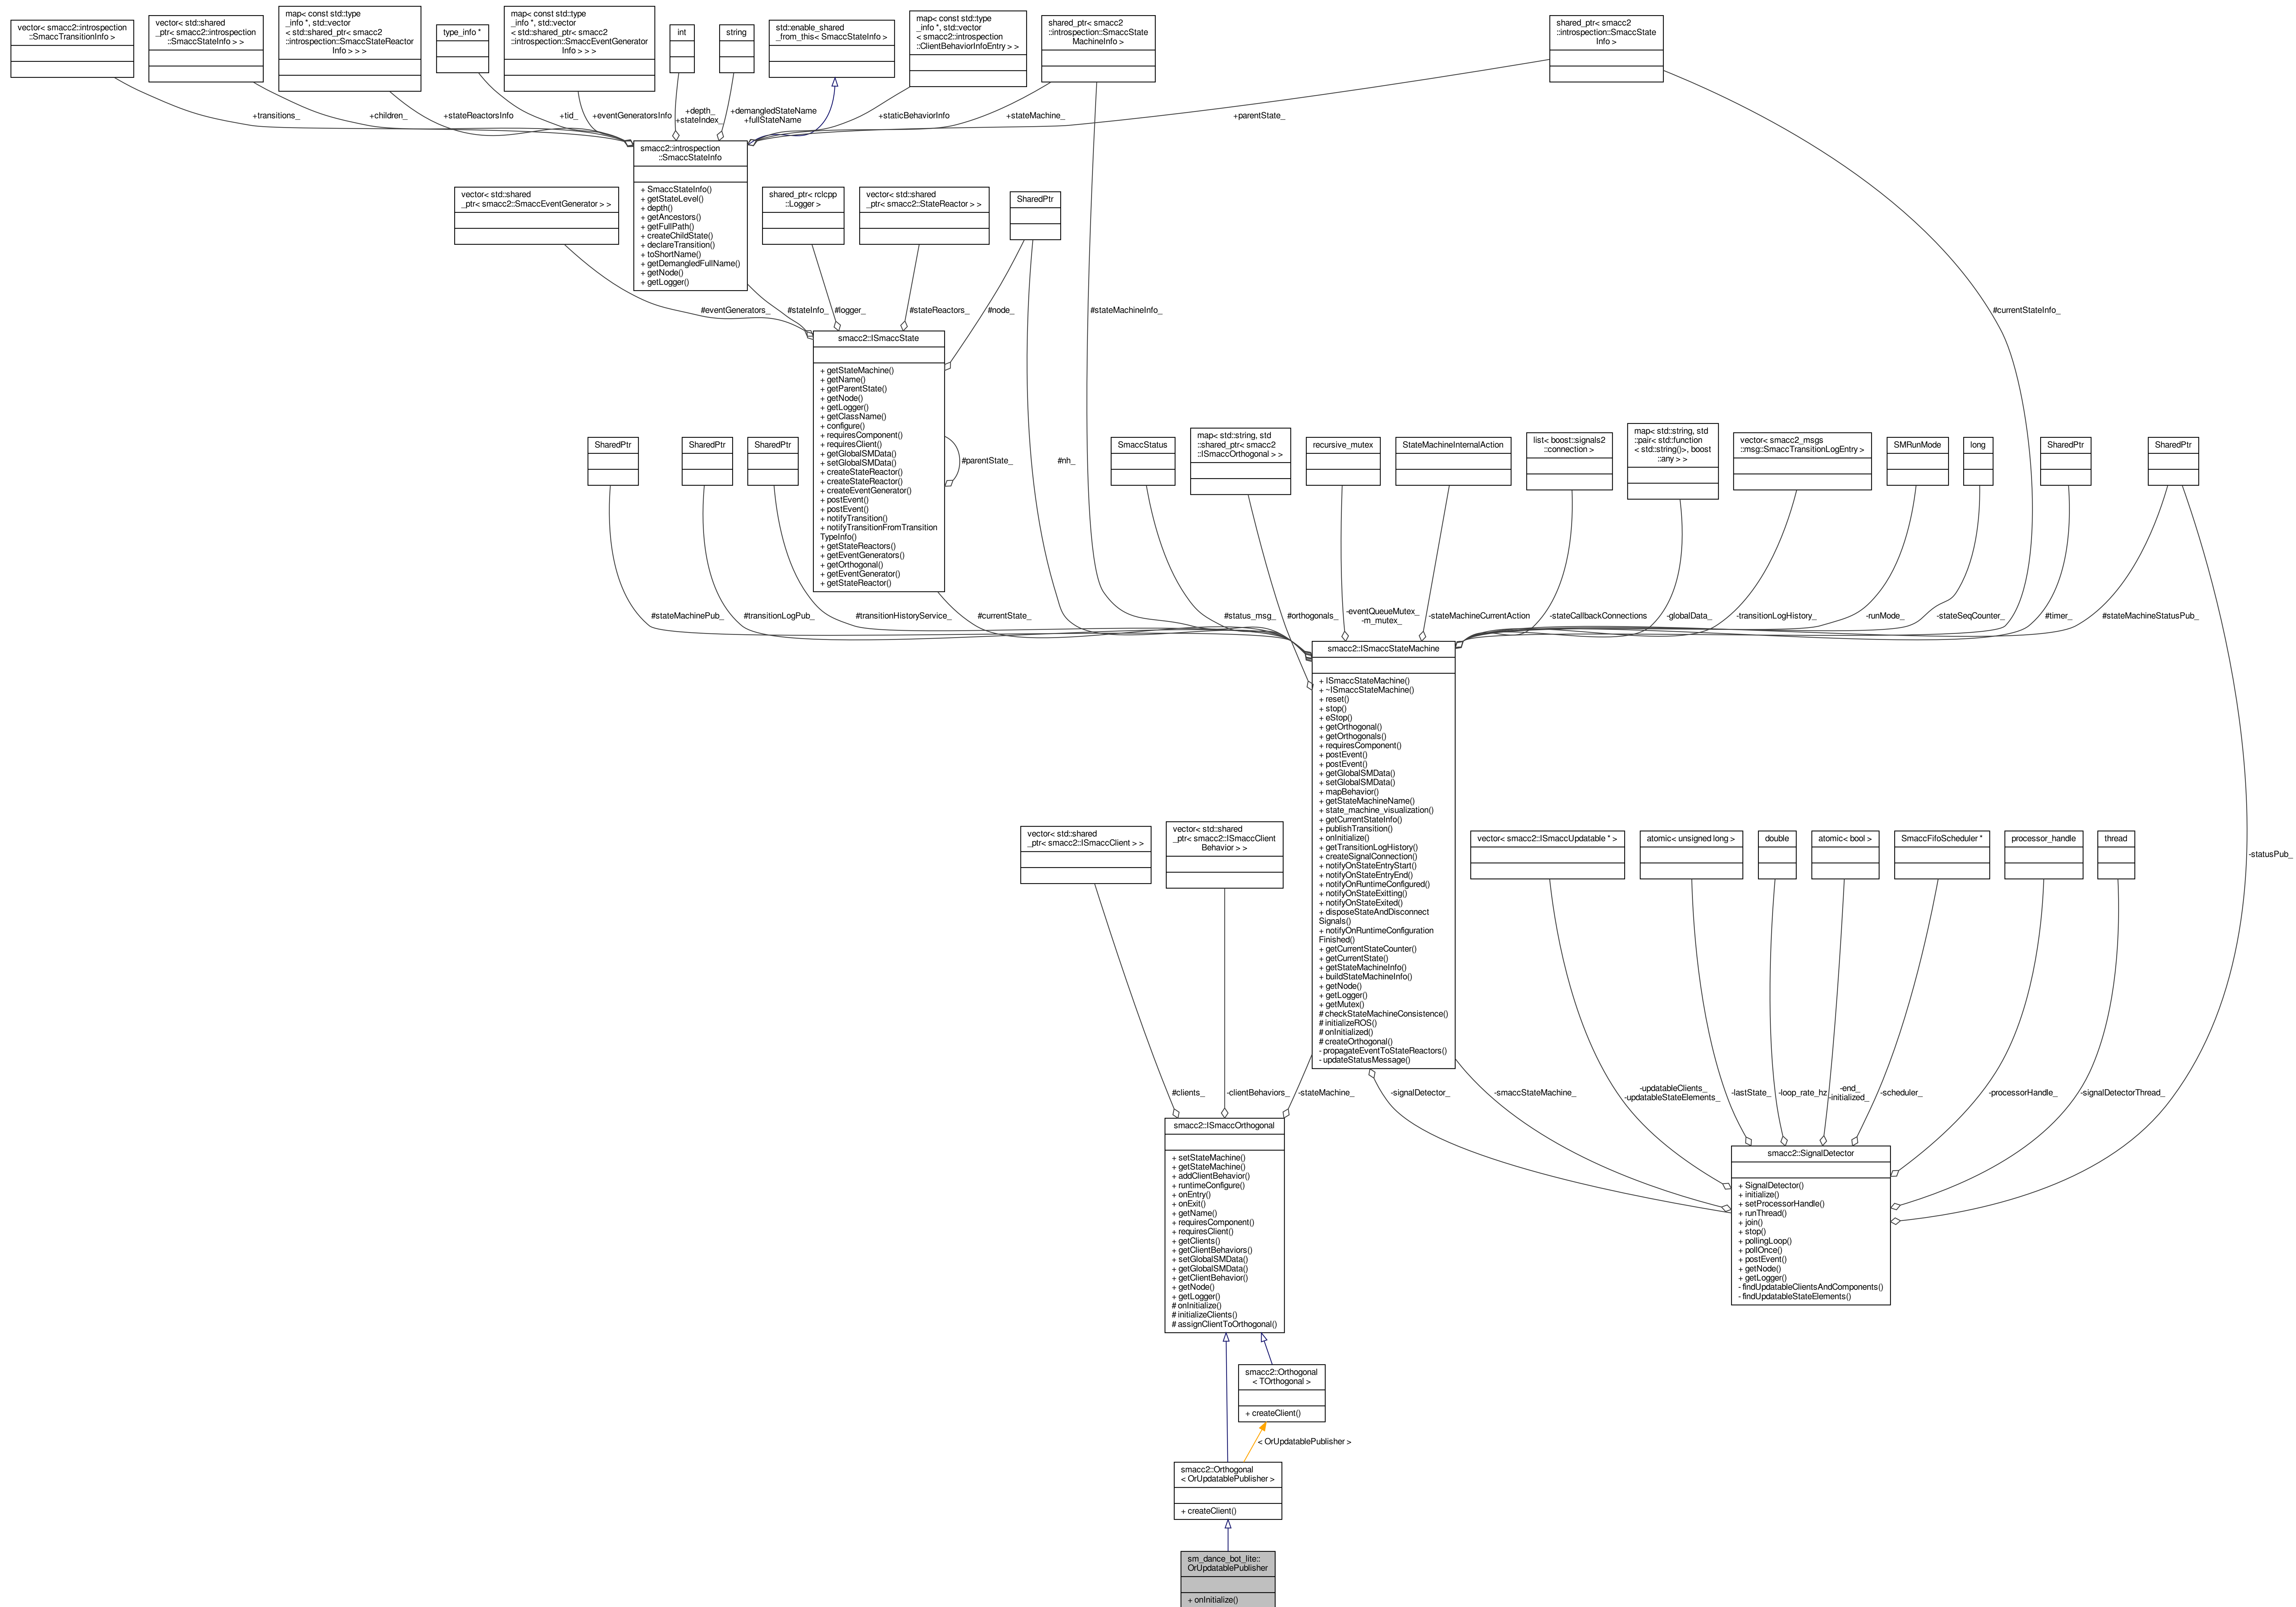 vector< smacc2::introspection
::SmaccTransitionInfo >
vector< std::shared
_ptr< smacc2::introspection
::SmaccStateInfo > >
map< const std::type
_info *, std::vector
< std::shared_ptr< smacc2
::introspection::SmaccStateReactor
Info > > >
type_info *
map< const std::type
_info *, std::vector
< std::shared_ptr< smacc2
::introspection::SmaccEventGenerator
Info > > >
int
string
std::enable_shared
_from_this< SmaccStateInfo >
map< const std::type
_info *, std::vector
< smacc2::introspection
::ClientBehaviorInfoEntry > >
shared_ptr< smacc2
::introspection::SmaccState
MachineInfo >
shared_ptr< smacc2
::introspection::SmaccState
Info >
+transitions_
+children_
+stateReactorsInfo
+tid_
+eventGeneratorsInfo
+depth_
+stateIndex_
+demangledStateName
+fullStateName
+staticBehaviorInfo
+stateMachine_
+parentState_
smacc2::introspection
::SmaccStateInfo
+ SmaccStateInfo()
+ getStateLevel()
+ depth()
+ getAncestors()
+ getFullPath()
+ createChildState()
+ declareTransition()
+ toShortName()
+ getDemangledFullName()
+ getNode()
+ getLogger()
vector< std::shared
_ptr< smacc2::SmaccEventGenerator > >
shared_ptr< rclcpp
::Logger >
vector< std::shared
_ptr< smacc2::StateReactor > >
SharedPtr
#eventGenerators_
#stateInfo_
#logger_
#stateReactors_
#node_
#stateMachineInfo_
#currentStateInfo_
smacc2::ISmaccState
+ getStateMachine()
+ getName()
+ getParentState()
+ getNode()
+ getLogger()
+ getClassName()
+ configure()
+ requiresComponent()
+ requiresClient()
+ getGlobalSMData()
+ setGlobalSMData()
+ createStateReactor()
+ createStateReactor()
+ createEventGenerator()
+ postEvent()
+ postEvent()
+ notifyTransition()
+ notifyTransitionFromTransition
TypeInfo()
+ getStateReactors()
+ getEventGenerators()
+ getOrthogonal()
+ getEventGenerator()
+ getStateReactor()
#parentState_
#nh_
SharedPtr
SharedPtr
SharedPtr
SmaccStatus
map< std::string, std
::shared_ptr< smacc2
::ISmaccOrthogonal > >
recursive_mutex
StateMachineInternalAction
list< boost::signals2
::connection >
map< std::string, std
::pair< std::function
< std::string()>, boost
::any > >
vector< smacc2_msgs
::msg::SmaccTransitionLogEntry >
SMRunMode
long
SharedPtr
SharedPtr
#stateMachinePub_
#transitionLogPub_
#transitionHistoryService_
#currentState_
#status_msg_
#orthogonals_
-eventQueueMutex_
-m_mutex_
-stateMachineCurrentAction
-stateCallbackConnections
-globalData_
-transitionLogHistory_
-runMode_
-stateSeqCounter_
#timer_
#stateMachineStatusPub_
smacc2::ISmaccStateMachine
+ ISmaccStateMachine()
+ ~ISmaccStateMachine()
+ reset()
+ stop()
+ eStop()
+ getOrthogonal()
+ getOrthogonals()
+ requiresComponent()
+ postEvent()
+ postEvent()
+ getGlobalSMData()
+ setGlobalSMData()
+ mapBehavior()
+ getStateMachineName()
+ state_machine_visualization()
+ getCurrentStateInfo()
+ publishTransition()
+ onInitialize()
+ getTransitionLogHistory()
+ createSignalConnection()
+ notifyOnStateEntryStart()
+ notifyOnStateEntryEnd()
+ notifyOnRuntimeConfigured()
+ notifyOnStateExitting()
+ notifyOnStateExited()
+ disposeStateAndDisconnect
Signals()
+ notifyOnRuntimeConfiguration
Finished()
+ getCurrentStateCounter()
+ getCurrentState()
+ getStateMachineInfo()
+ buildStateMachineInfo()
+ getNode()
+ getLogger()
+ getMutex()
# checkStateMachineConsistence()
# initializeROS()
# onInitialized()
# createOrthogonal()
- propagateEventToStateReactors()
- updateStatusMessage()
vector< std::shared
_ptr< smacc2::ISmaccClient > >
vector< std::shared
_ptr< smacc2::ISmaccClient
Behavior > >
vector< smacc2::ISmaccUpdatable * >
atomic< unsigned long >
double
atomic< bool >
SmaccFifoScheduler *
processor_handle
thread
-statusPub_
#clients_
-clientBehaviors_
-stateMachine_
-signalDetector_
-smaccStateMachine_
-updatableClients_
-updatableStateElements_
-lastState_
-loop_rate_hz
-end_
-initialized_
-scheduler_
-processorHandle_
-signalDetectorThread_
smacc2::ISmaccOrthogonal
+ setStateMachine()
+ getStateMachine()
+ addClientBehavior()
+ runtimeConfigure()
+ onEntry()
+ onExit()
+ getName()
+ requiresComponent()
+ requiresClient()
+ getClients()
+ getClientBehaviors()
+ setGlobalSMData()
+ getGlobalSMData()
+ getClientBehavior()
+ getNode()
+ getLogger()
# onInitialize()
# initializeClients()
# assignClientToOrthogonal()
smacc2::SignalDetector
+ SignalDetector()
+ initialize()
+ setProcessorHandle()
+ runThread()
+ join()
+ stop()
+ pollingLoop()
+ pollOnce()
+ postEvent()
+ getNode()
+ getLogger()
- findUpdatableClientsAndComponents()
- findUpdatableStateElements()
smacc2::Orthogonal
< TOrthogonal >
+ createClient()
< OrUpdatablePublisher >
smacc2::Orthogonal
< OrUpdatablePublisher >
+ createClient()
sm_dance_bot_lite::
OrUpdatablePublisher
+ onInitialize()